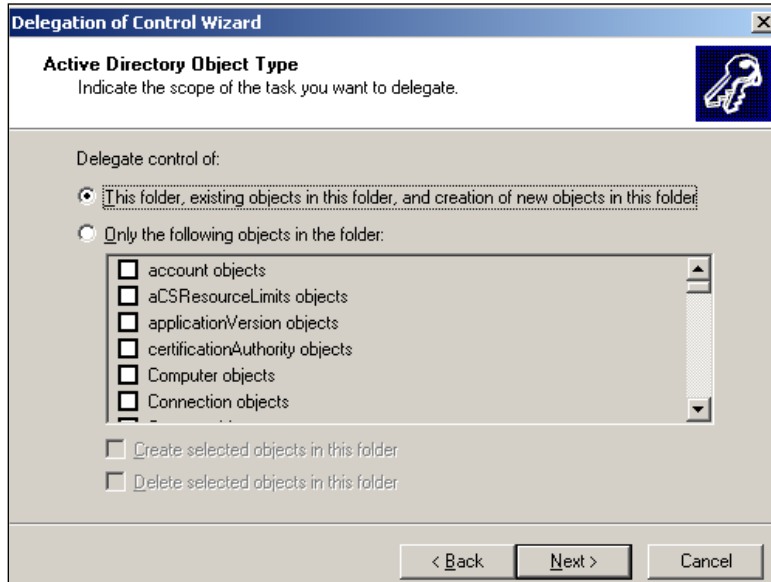 Delegation of Control Wizard
Active Directory Object Type
Indicate the scope of the task you want to delegate.
Delegate control of:
This folder, existing objects in this folder, and creation of new objects in this folder
Only the following objects in the folder:
account objects
aCSResourceLimits objects
applicationVersion objects
certificationAuthority objects
Computer objects
Connection objects
Create selected objects in this folder
Delete selected objects in this folder
< Back Next > Cancel